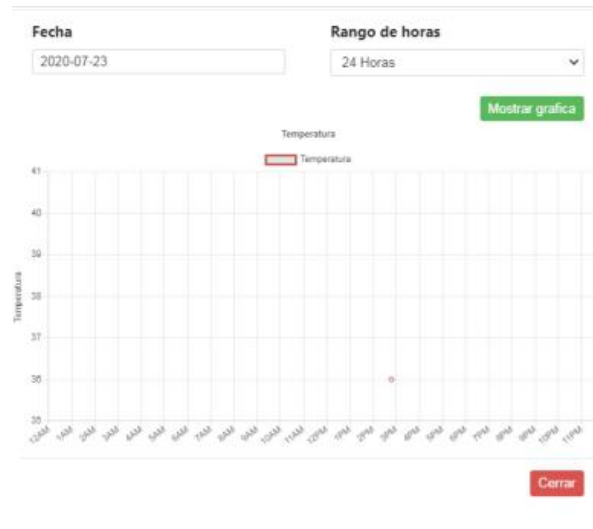 Fecha
Rango de horas
2020-07-23
24 Horas
Mostrar grafica
Temperatura
Temperatura
41
40
39
38
37
36
35
Temperatura
12AM 1AM 2AM 3AM 4AM 5AM 6AM 7AM 8AM 9AM 10AM 11AM 12PM 1PM 2PM 3PM 4PM 5PM 6PM 7PM 8PM 9PM 10PM 11PM
Cerrar